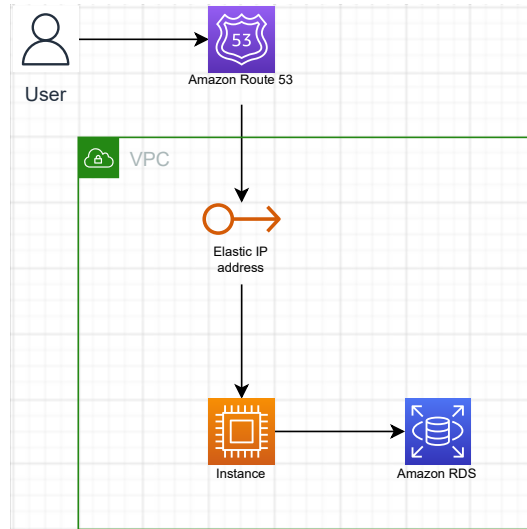 53
Amazon Route 53
User
VPC
Elastic IP
address
Instance
Amazon RDS